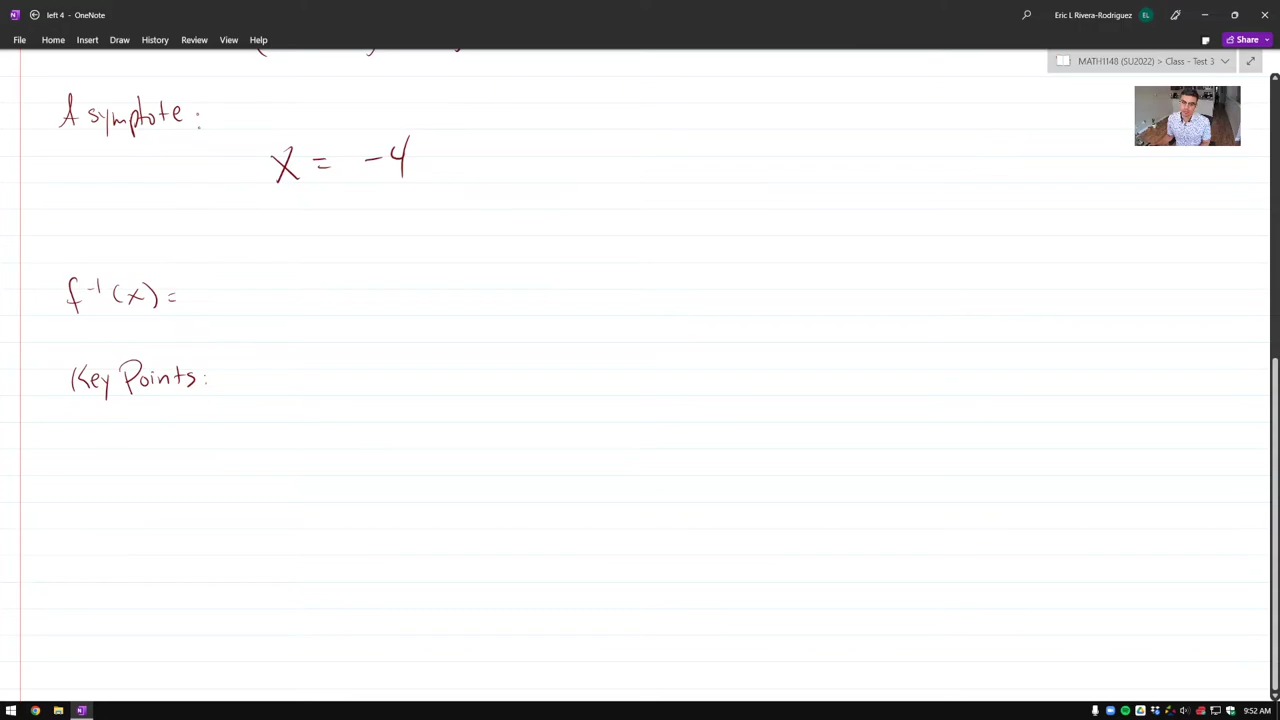 left 4 - OneNote
Eric L Rivera-Rodriguez EL
File Home Insert Draw History Review View Help
Share
MATH1148 (SU2022) > Class - Test 3
Asymptote:
x = -4
f⁻¹(x) =
Key Points:
9:52 AM